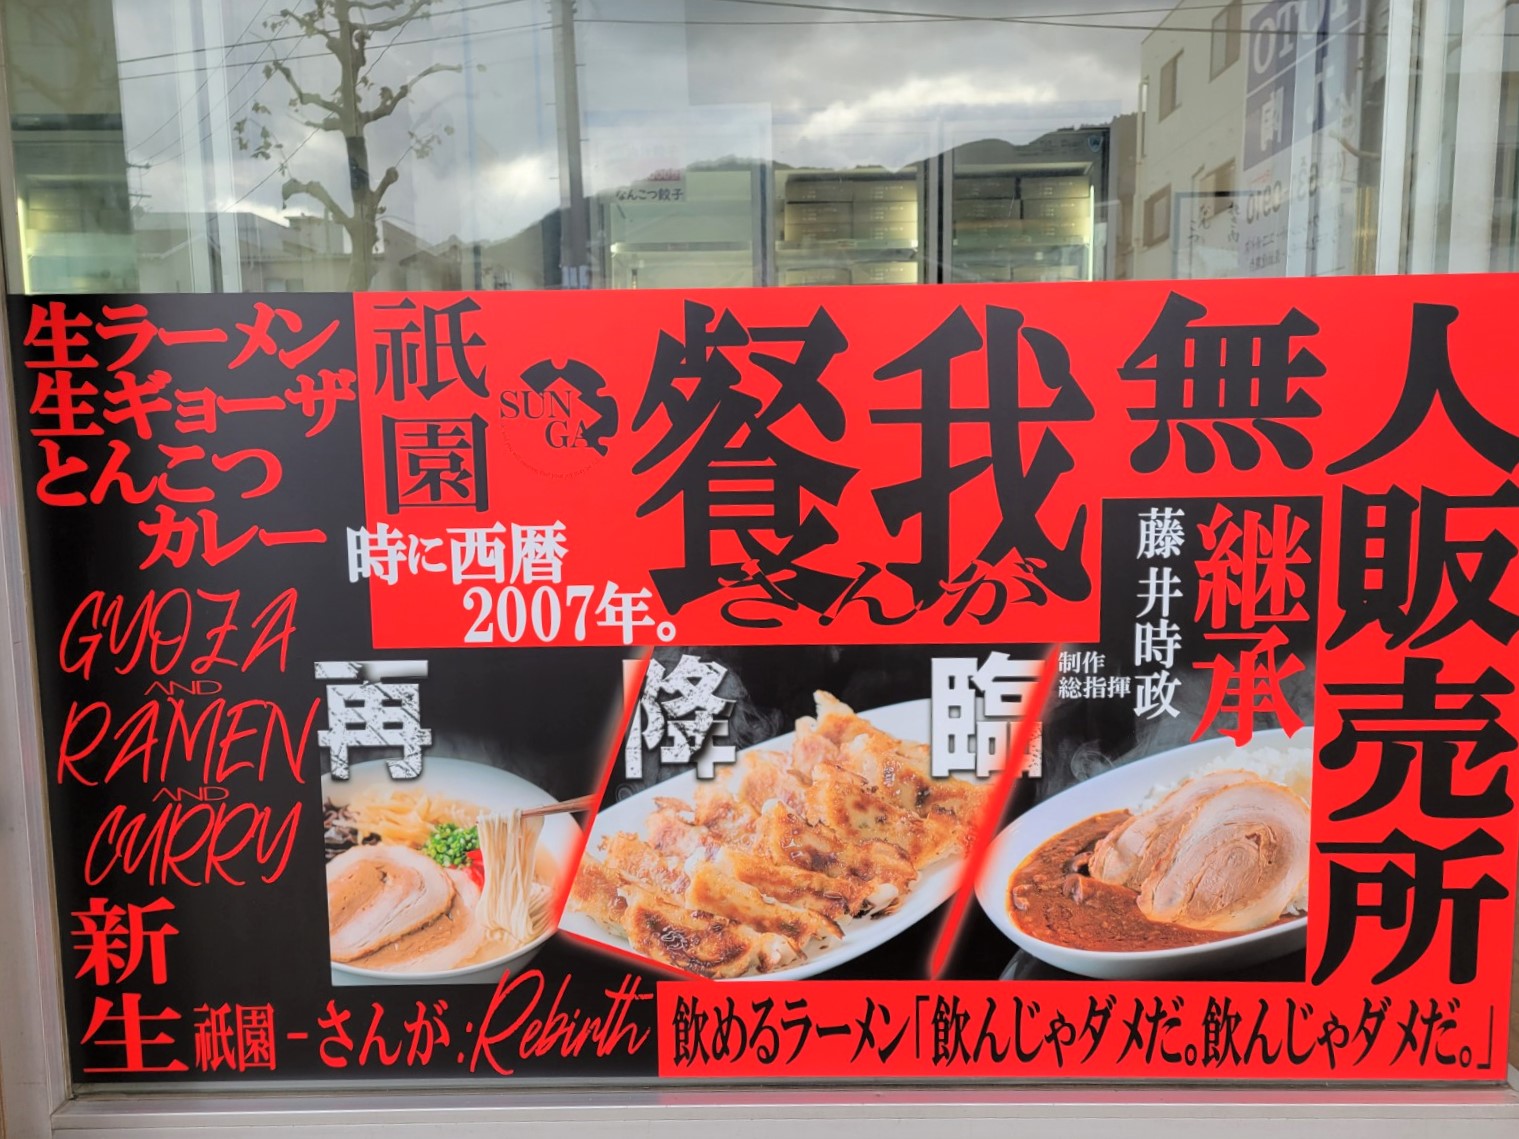 なんこつ餃子
生ラーメン
生ギョーザ
とんこつ
カレー
GYOZA
AND
RAMEN
AND
CURRY
新生
祇園-さんが:Rebirth
祇園
SUN
GA
餐我
さんが
時に西暦
2007年。
再降臨
無人販売所
継承
藤井時政
制作
総指揮
飲めるラーメン「飲んじゃダメだ。飲んじゃダメだ。」